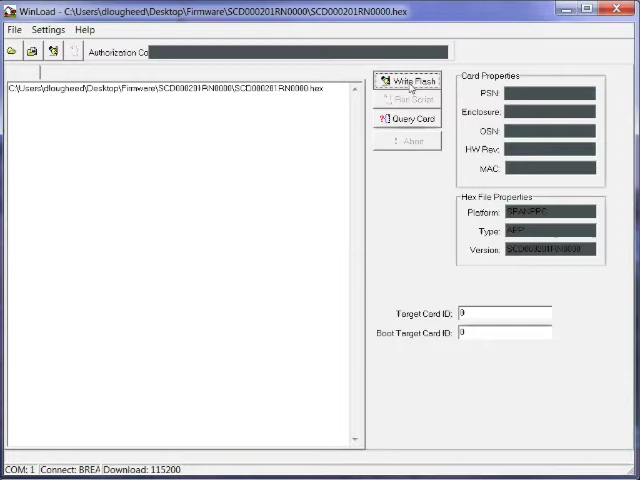 WinLoad - C:\Users\dlougheed\Desktop\Firmware\SCD000201RN0000\SCD000201RN0000.hex
File Settings Help
Authorization Co
C:\Users\dlougheed\Desktop\Firmware\SCD000201RN0000\SCD000201RN0000.hex
Write Flash
Run Script
Query Card
Abort
Card Properties
PSN:
Enclosure:
OSN:
HW Rev:
MAC:
Hex File Properties
Platform: SPANPPC
Type: APP
Version: SCD000201RN0000
Target Card ID: 0
Boot Target Card ID: 0
COM: 1 Connect: BREA Download: 115200